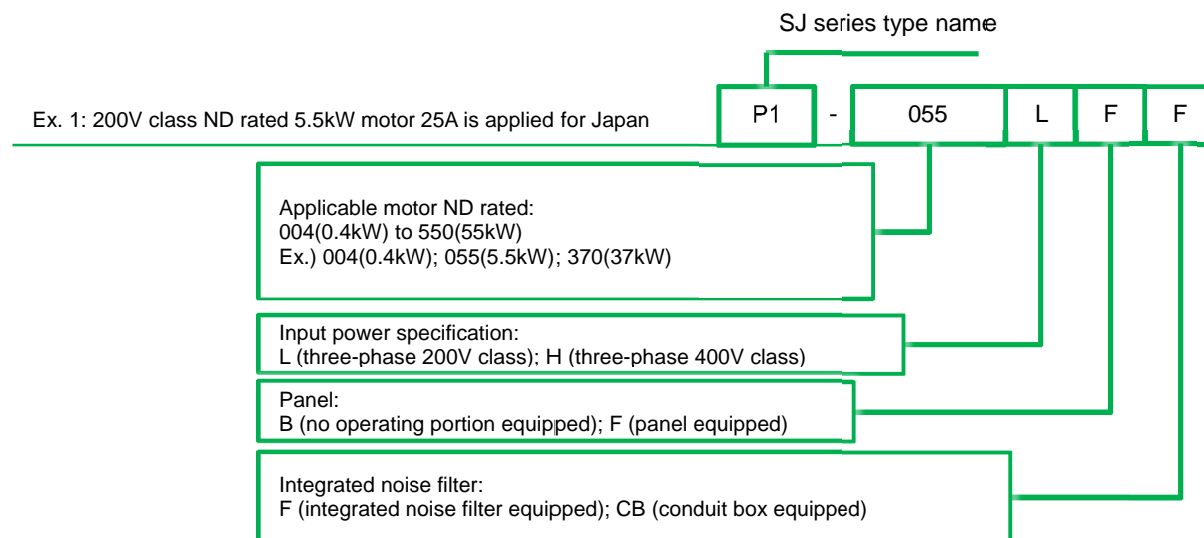 SJ series type name
Ex. 1: 200V class ND rated 5.5kW motor 25A is applied for Japan
P1 - 055 L F F
Applicable motor ND rated:
004(0.4kW) to 550(55kW)
Ex.) 004(0.4kW); 055(5.5kW); 370(37kW)
Input power specification:
L (three-phase 200V class); H (three-phase 400V class)
Panel:
B (no operating portion equipped); F (panel equipped)
Integrated noise filter:
F (integrated noise filter equipped); CB (conduit box equipped)